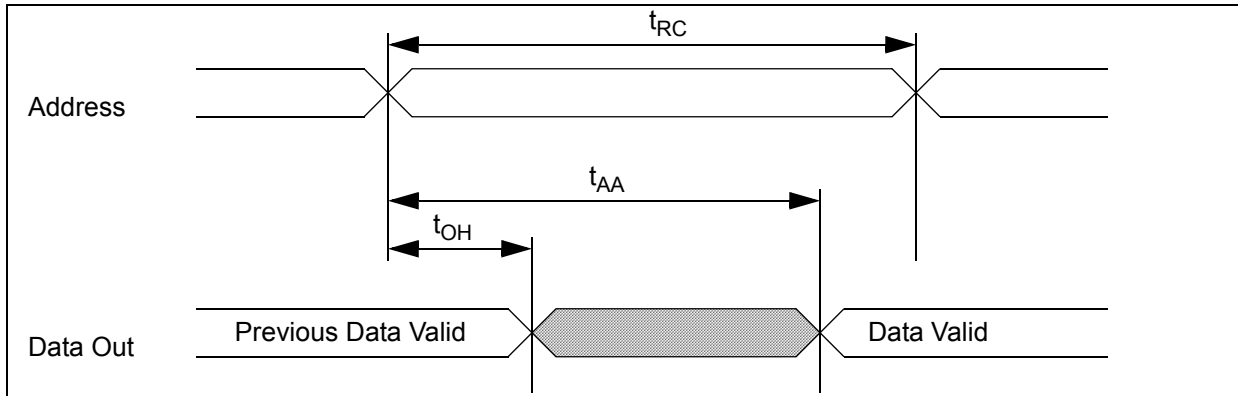 tRC
Address
tAA
tOH
Previous Data Valid
Data Valid
Data Out